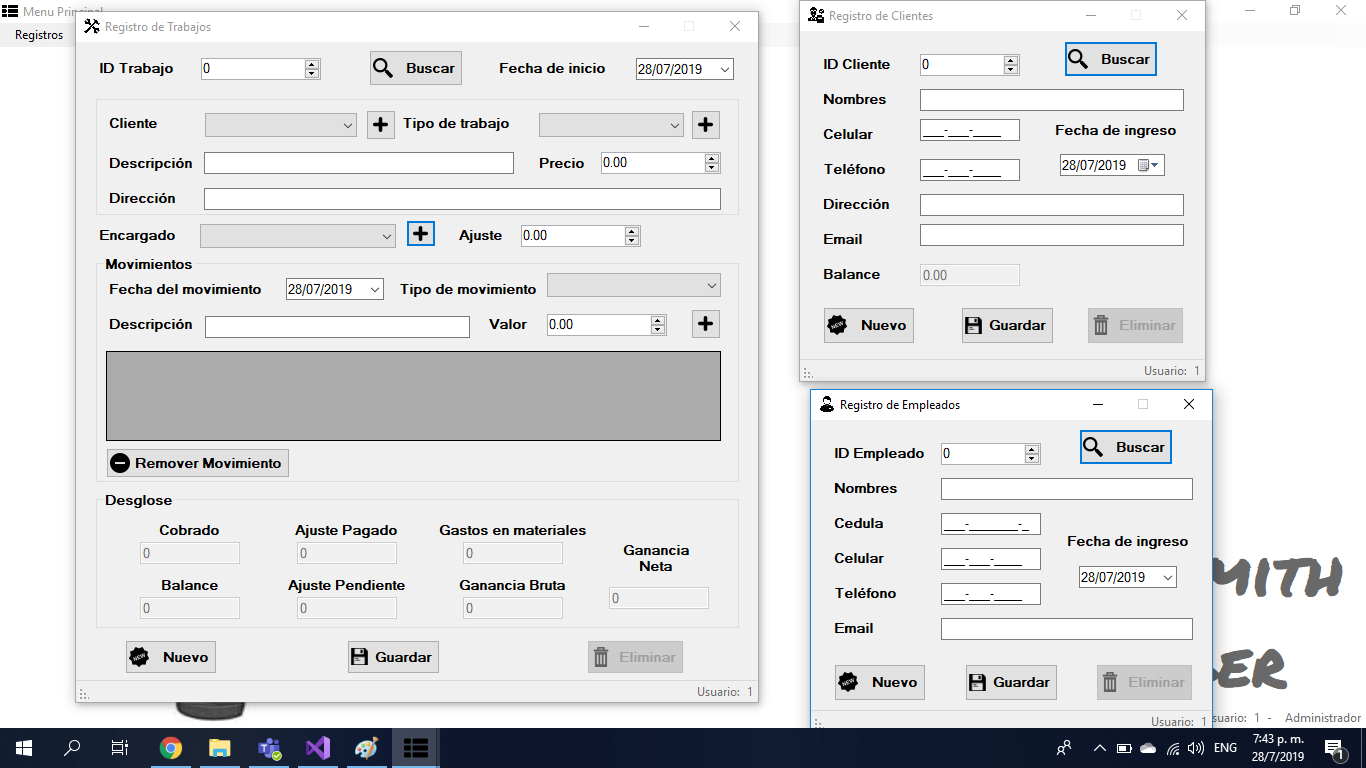 Menu Principal
Registros
Registro de Trabajos
ID Trabajo 0 Buscar Fecha de inicio 28/07/2019
Cliente Tipo de trabajo
Descripción Precio 0.00
Dirección
Encargado Ajuste 0.00
Movimientos
Fecha del movimiento 28/07/2019 Tipo de movimiento
Descripción Valor 0.00
Remover Movimiento
Desglose
Cobrado Ajuste Pagado Gastos en materiales
0 0 0
Ganancia
Neta
Balance Ajuste Pendiente Ganancia Bruta
0 0 0 0
NEW Nuevo Guardar Eliminar
Usuario: 1
Registro de Clientes
ID Cliente 0 Buscar
Nombres
Celular ___-___-____ Fecha de ingreso
Teléfono ___-___-____ 28/07/2019
Dirección
Email
Balance 0.00
NEW Nuevo Guardar Eliminar
Usuario: 1
Registro de Empleados
ID Empleado 0 Buscar
Nombres
Cedula ___-_______-_
Fecha de ingreso
Celular ___-___-____
28/07/2019
Teléfono ___-___-____
Email
NEW Nuevo Guardar Eliminar
Usuario: 1
MITH
ER
suario: 1 - Administrador
ENG
7:43 p. m.
28/7/2019
1